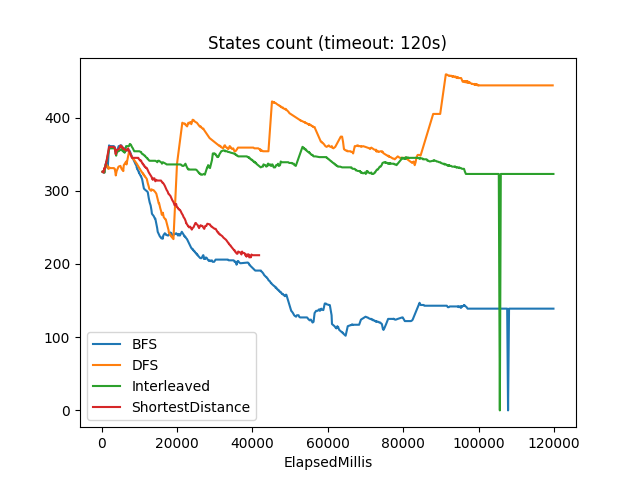 States count (timeout: 120s)
400
300
200
100
0
BFS
DFS
Interleaved
ShortestDistance
0 20000 40000 60000 80000 100000 120000
ElapsedMillis